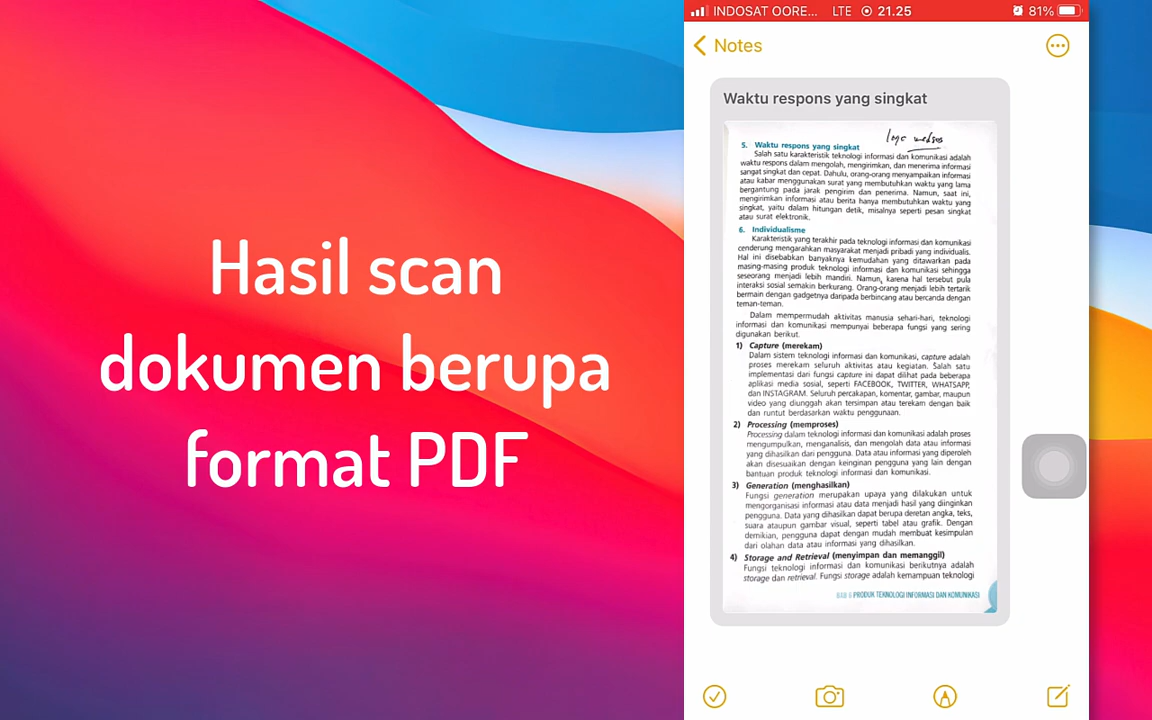 Hasil scan
dokumen berupa
format PDF
INDOSAT OORE... LTE 21.25 81%
Notes
Waktu respons yang singkat
5. Waktu respons yang singkat
Salah satu karakteristik teknologi informasi dan komunikasi adalah
waktu respons dalam mengolah, mengirimkan, dan menerima informasi
sangat singkat dan cepat. Dahulu, orang-orang menyampaikan informasi
atau kabar menggunakan surat yang membutuhkan waktu yang lama
bergantung pada jarak pengirim dan penerima. Namun, saat ini,
mengirimkan informasi atau berita hanya membutuhkan waktu yang
singkat, yaitu dalam hitungan detik, misalnya seperti pesan singkat
atau surat elektronik.
6. Individualisme
Karakteristik yang terakhir pada teknologi informasi dan komunikasi
cenderung mengarahkan masyarakat menjadi pribadi yang individualis.
Hal ini disebabkan banyaknya kemudahan yang ditawarkan pada
masing-masing produk teknologi informasi dan komunikasi sehingga
seseorang menjadi lebih mandiri. Namun, karena hal tersebut pula
interaksi sosial semakin berkurang. Orang-orang menjadi lebih tertarik
bermain dengan gadgetnya daripada berbincang atau bercanda dengan
teman-teman.
Dalam mempermudah aktivitas manusia sehari-hari, teknologi
informasi dan komunikasi mempunyai beberapa fungsi yang sering
digunakan berikut.
1) Capture (merekam)
Dalam sistem teknologi informasi dan komunikasi, capture adalah
proses merekam seluruh aktivitas atau kegiatan. Salah satu
implementasi dari fungsi capture ini dapat dilihat pada beberapa
aplikasi media sosial, seperti FACEBOOK, TWITTER, WHATSAPP,
dan INSTAGRAM. Seluruh percakapan, komentar, gambar, maupun
video yang diunggah akan tersimpan atau terekam dengan baik
dan runtut berdasarkan waktu penggunaan.
2) Processing (memproses)
Processing dalam teknologi informasi dan komunikasi adalah proses
mengumpulkan, menganalisis, dan mengolah data atau informasi
yang dihasilkan dari pengguna. Data atau informasi yang diperoleh
akan disesuaikan dengan keinginan pengguna yang lain dengan
bantuan produk teknologi informasi dan komunikasi.
3) Generation (menghasilkan)
Fungsi generation merupakan upaya yang dilakukan untuk
mengorganisasi informasi atau data menjadi hasil yang diinginkan
pengguna. Data yang dihasilkan dapat berupa deretan angka, teks,
suara ataupun gambar visual, seperti tabel atau grafik. Dengan
demikian, pengguna dapat dengan mudah membuat kesimpulan
dari olahan data atau informasi yang dihasilkan.
4) Storage and Retrieval (menyimpan dan memanggil)
Fungsi teknologi informasi dan komunikasi berikutnya adalah
storage dan retrieval. Fungsi storage adalah kemampuan teknologi
BAB 6 PRODUK TEKNOLOGI INFORMASI DAN KOMUNIKASI